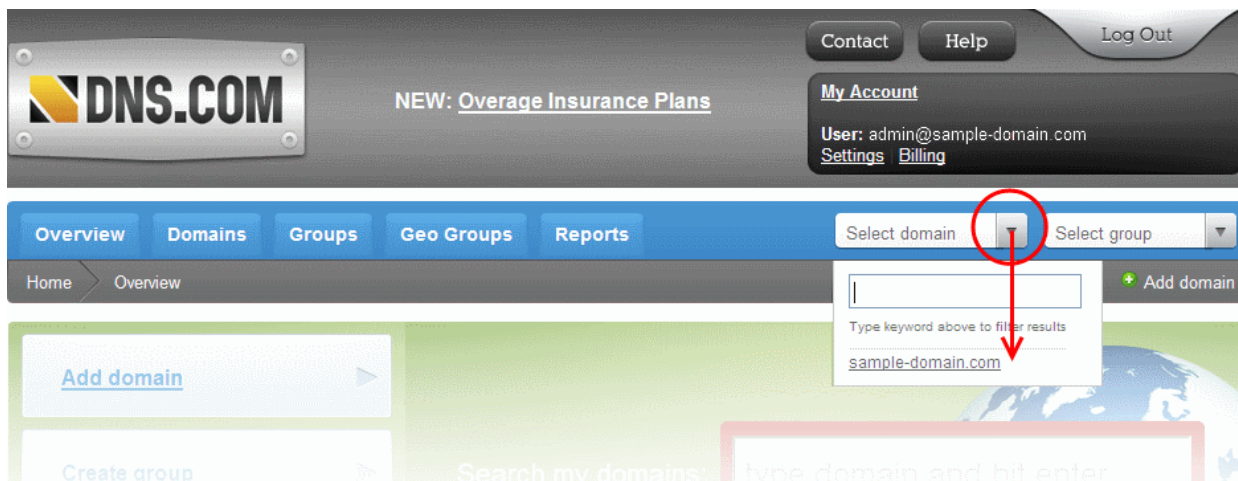 Contact Help Log Out
DNS.COM
NEW: Overage Insurance Plans
My Account
User: admin@sample-domain.com
Settings Billing
Overview Domains Groups Geo Groups Reports Select domain Select group
Home Overview Add domain
Type keyword above to filter results
sample-domain.com
Add domain
Create group
Search my domains: type domain and hit enter